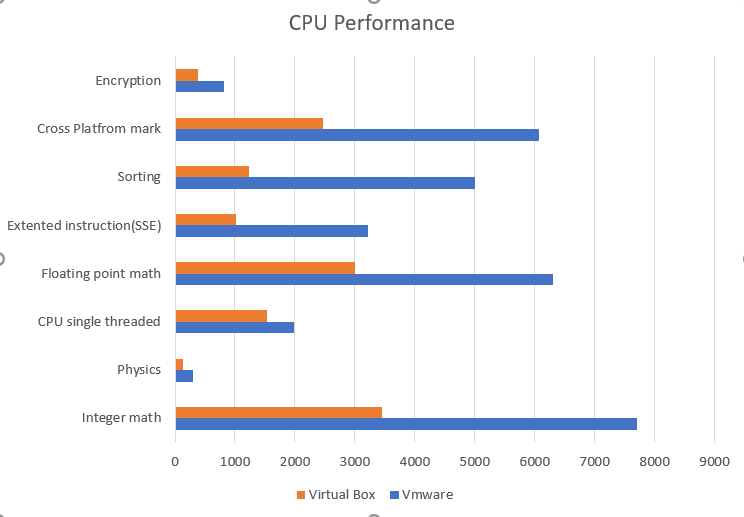 CPU Performance
Encryption
Cross Platfrom mark
Sorting
Extented instruction(SSE)
Floating point math
CPU single threaded
Physics
Integer math
0 1000 2000 3000 4000 5000 6000 7000 8000 9000
Virtual Box Vmware